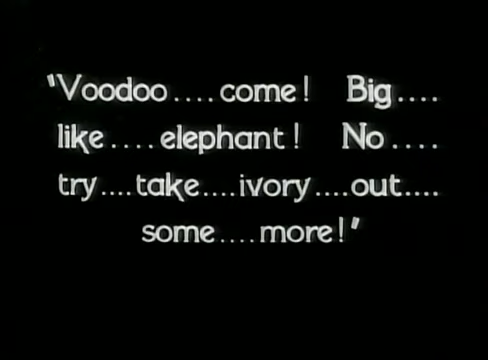 "Voodoo....come! Big....
like....elephant! No....
try....take....ivory....out....
some....more!"